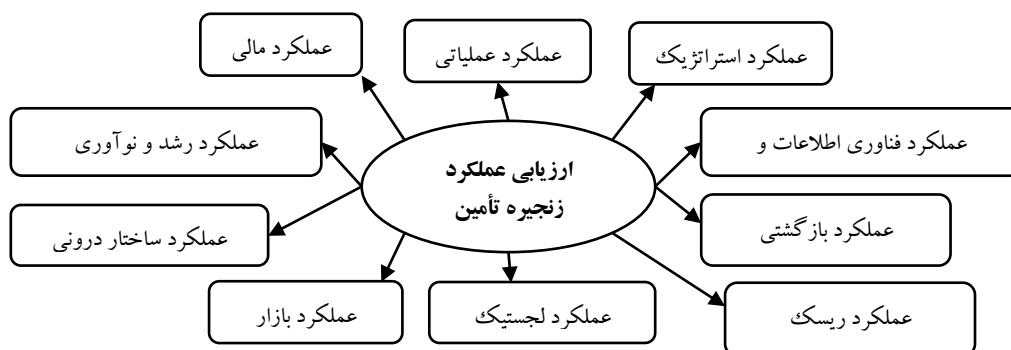 عملکرد استراتژیک
عملکرد عملیاتی
عملکرد مالی
عملکرد فناوری اطلاعات و
عملکرد رشد و نوآوری
ارزیابی عملکرد
زنجیره تأمین
عملکرد بازگشتی
عملکرد ساختار درونی
عملکرد ریسک
عملکرد لجستیک
عملکرد بازار